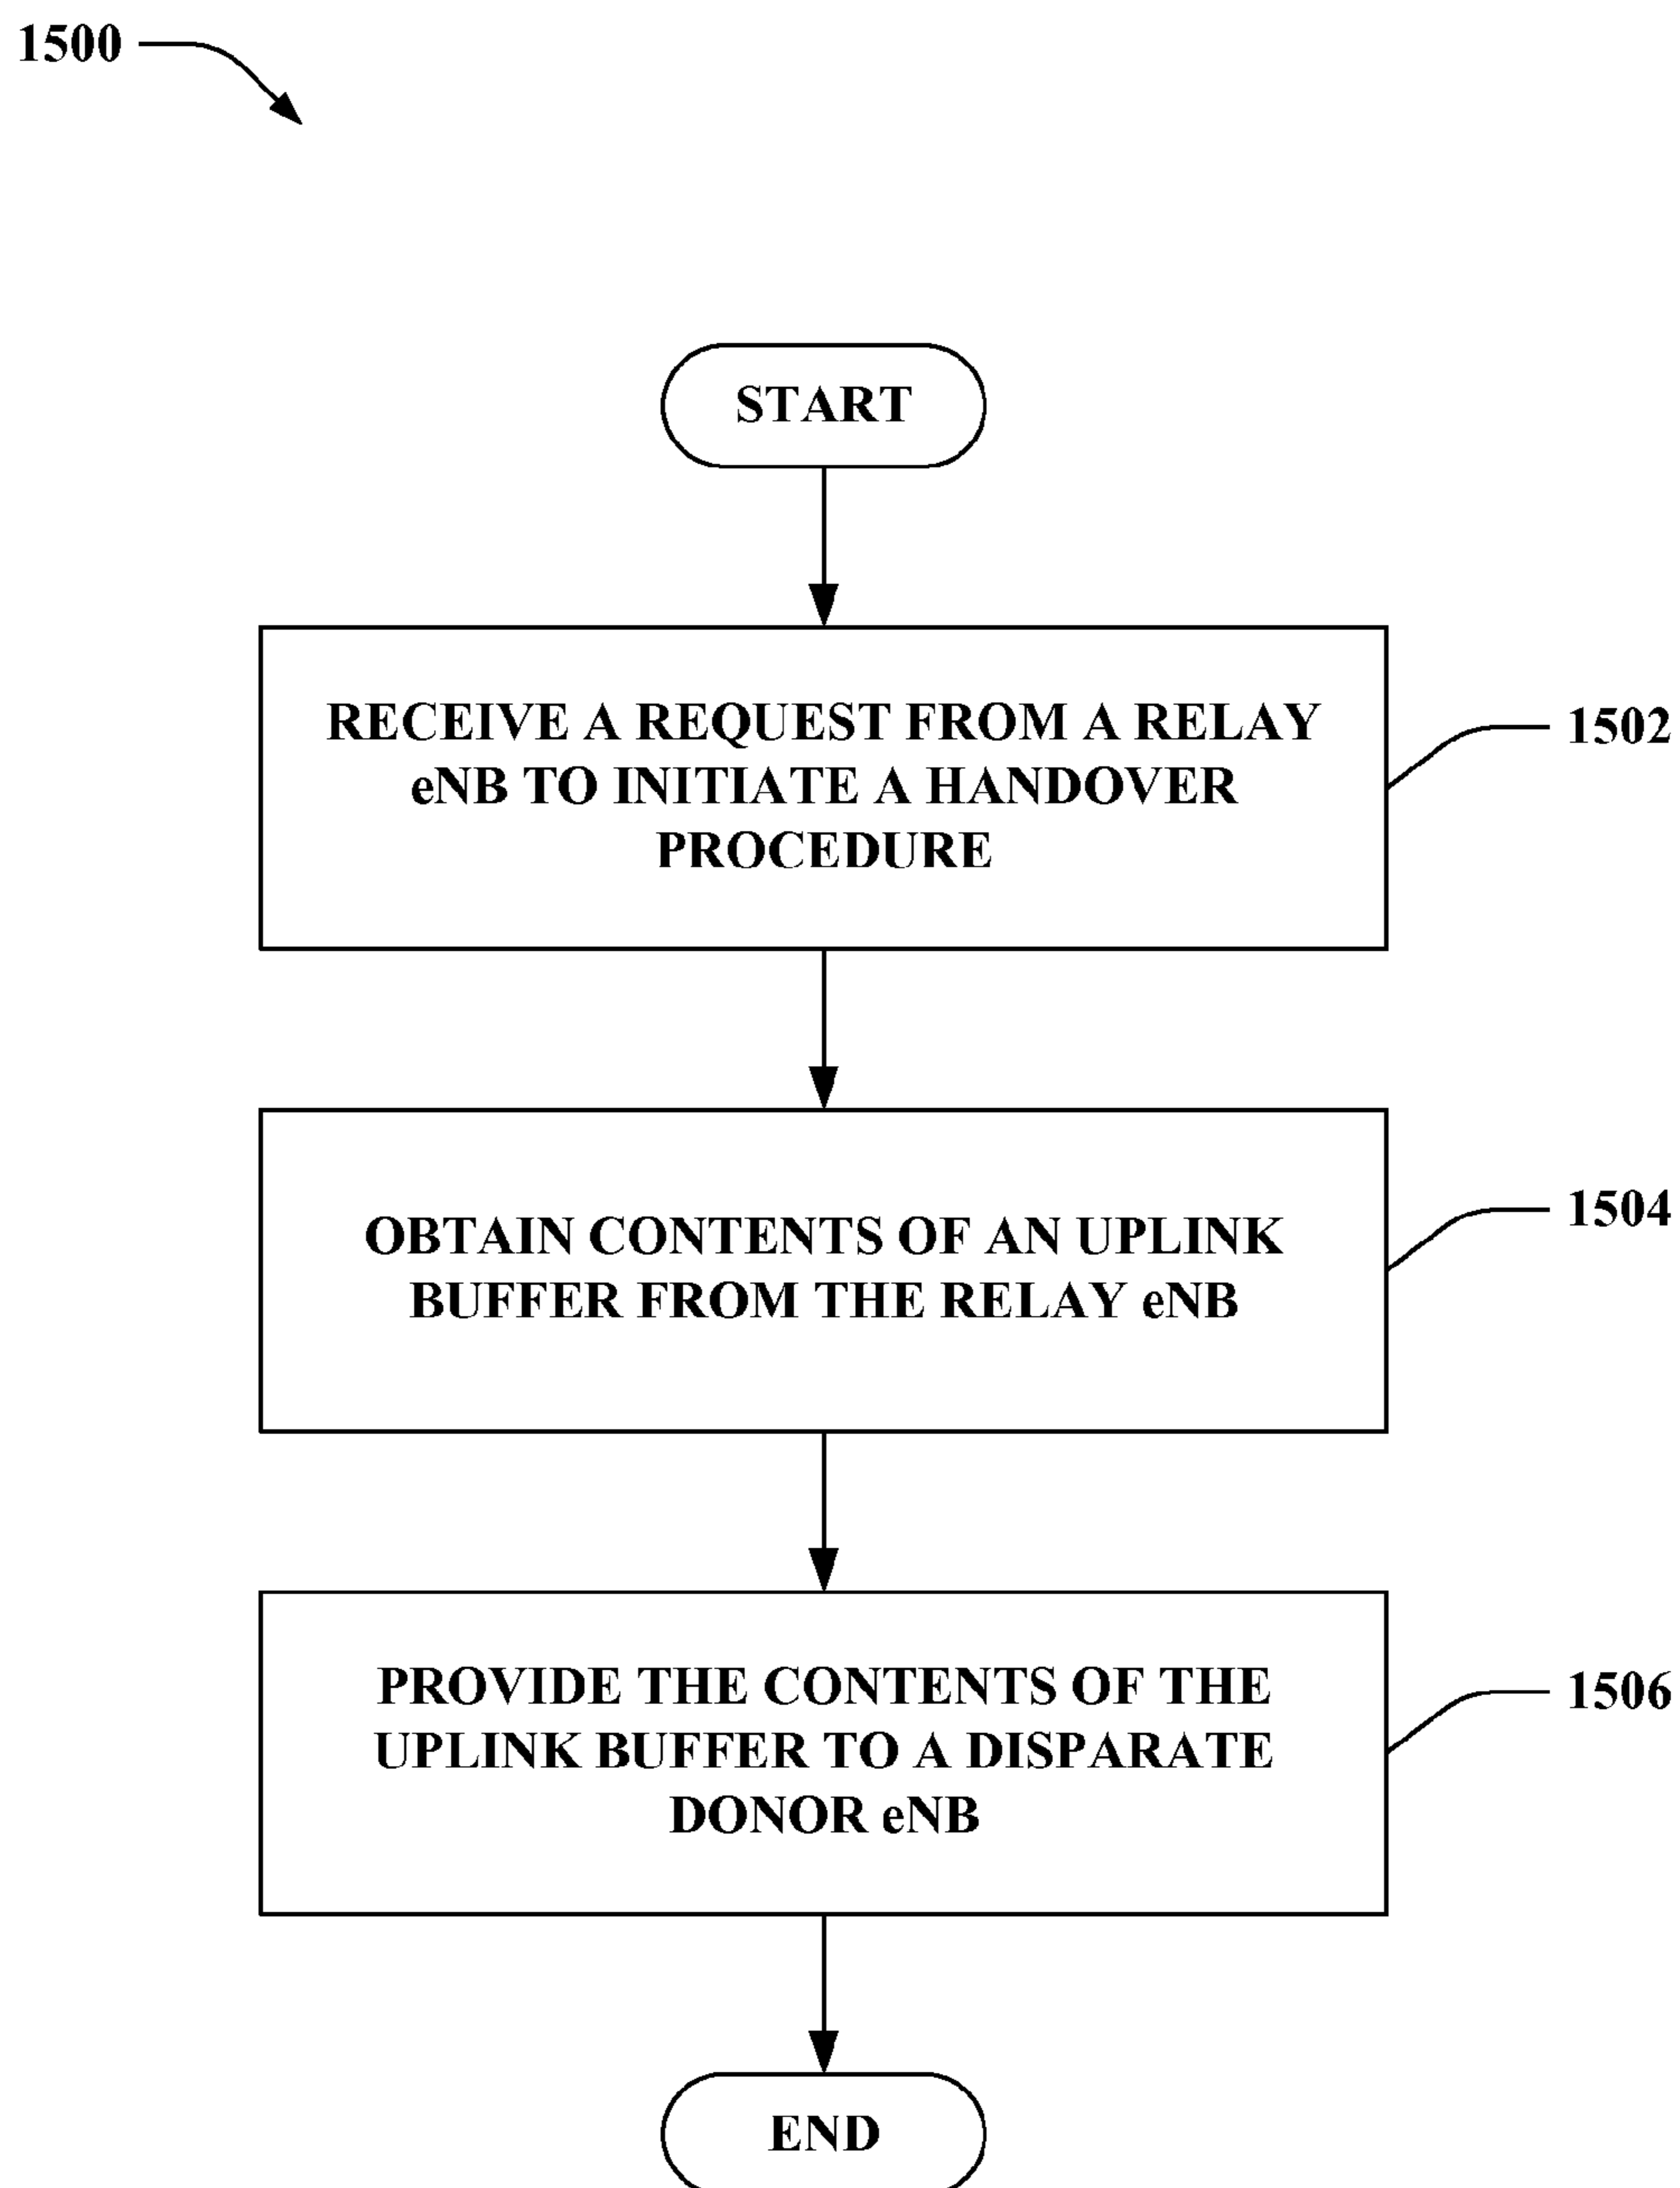 1500
START
RECEIVE A REQUEST FROM A RELAY
eNB TO INITIATE A HANDOVER
PROCEDURE
1502
OBTAIN CONTENTS OF AN UPLINK
BUFFER FROM THE RELAY eNB
1504
PROVIDE THE CONTENTS OF THE
UPLINK BUFFER TO A DISPARATE
DONOR eNB
1506
END